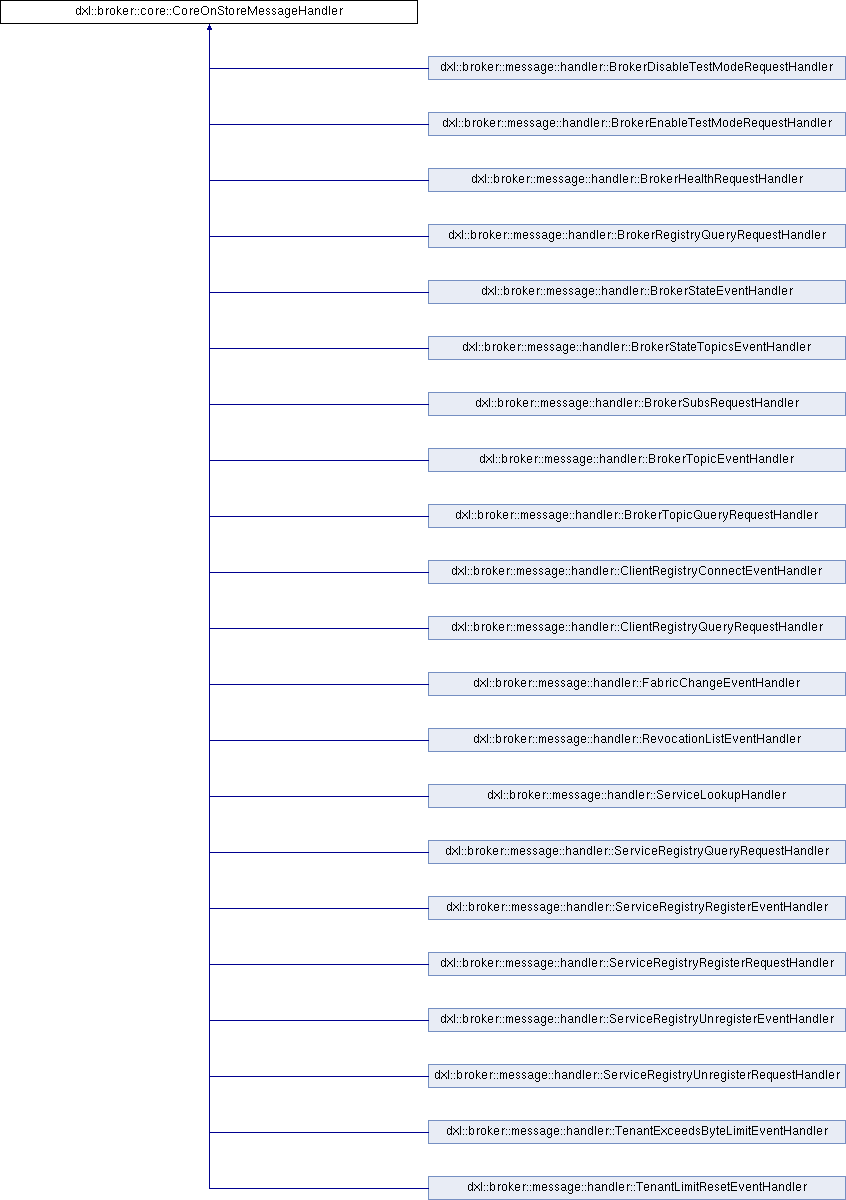 dxl::broker::core::CoreOnStoreMessageHandler
dxl::broker::message::handler::BrokerDisableTestModeRequestHandler
dxl::broker::message::handler::BrokerEnableTestModeRequestHandler
dxl::broker::message::handler::BrokerHealthRequestHandler
dxl::broker::message::handler::BrokerRegistryQueryRequestHandler
dxl::broker::message::handler::BrokerStateEventHandler
dxl::broker::message::handler::BrokerStateTopicsEventHandler
dxl::broker::message::handler::BrokerSubsRequestHandler
dxl::broker::message::handler::BrokerTopicEventHandler
dxl::broker::message::handler::BrokerTopicQueryRequestHandler
dxl::broker::message::handler::ClientRegistryConnectEventHandler
dxl::broker::message::handler::ClientRegistryQueryRequestHandler
dxl::broker::message::handler::FabricChangeEventHandler
dxl::broker::message::handler::RevocationListEventHandler
dxl::broker::message::handler::ServiceLookupHandler
dxl::broker::message::handler::ServiceRegistryQueryRequestHandler
dxl::broker::message::handler::ServiceRegistryRegisterEventHandler
dxl::broker::message::handler::ServiceRegistryRegisterRequestHandler
dxl::broker::message::handler::ServiceRegistryUnregisterEventHandler
dxl::broker::message::handler::ServiceRegistryUnregisterRequestHandler
dxl::broker::message::handler::TenantExceedsByteLimitEventHandler
dxl::broker::message::handler::TenantLimitResetEventHandler